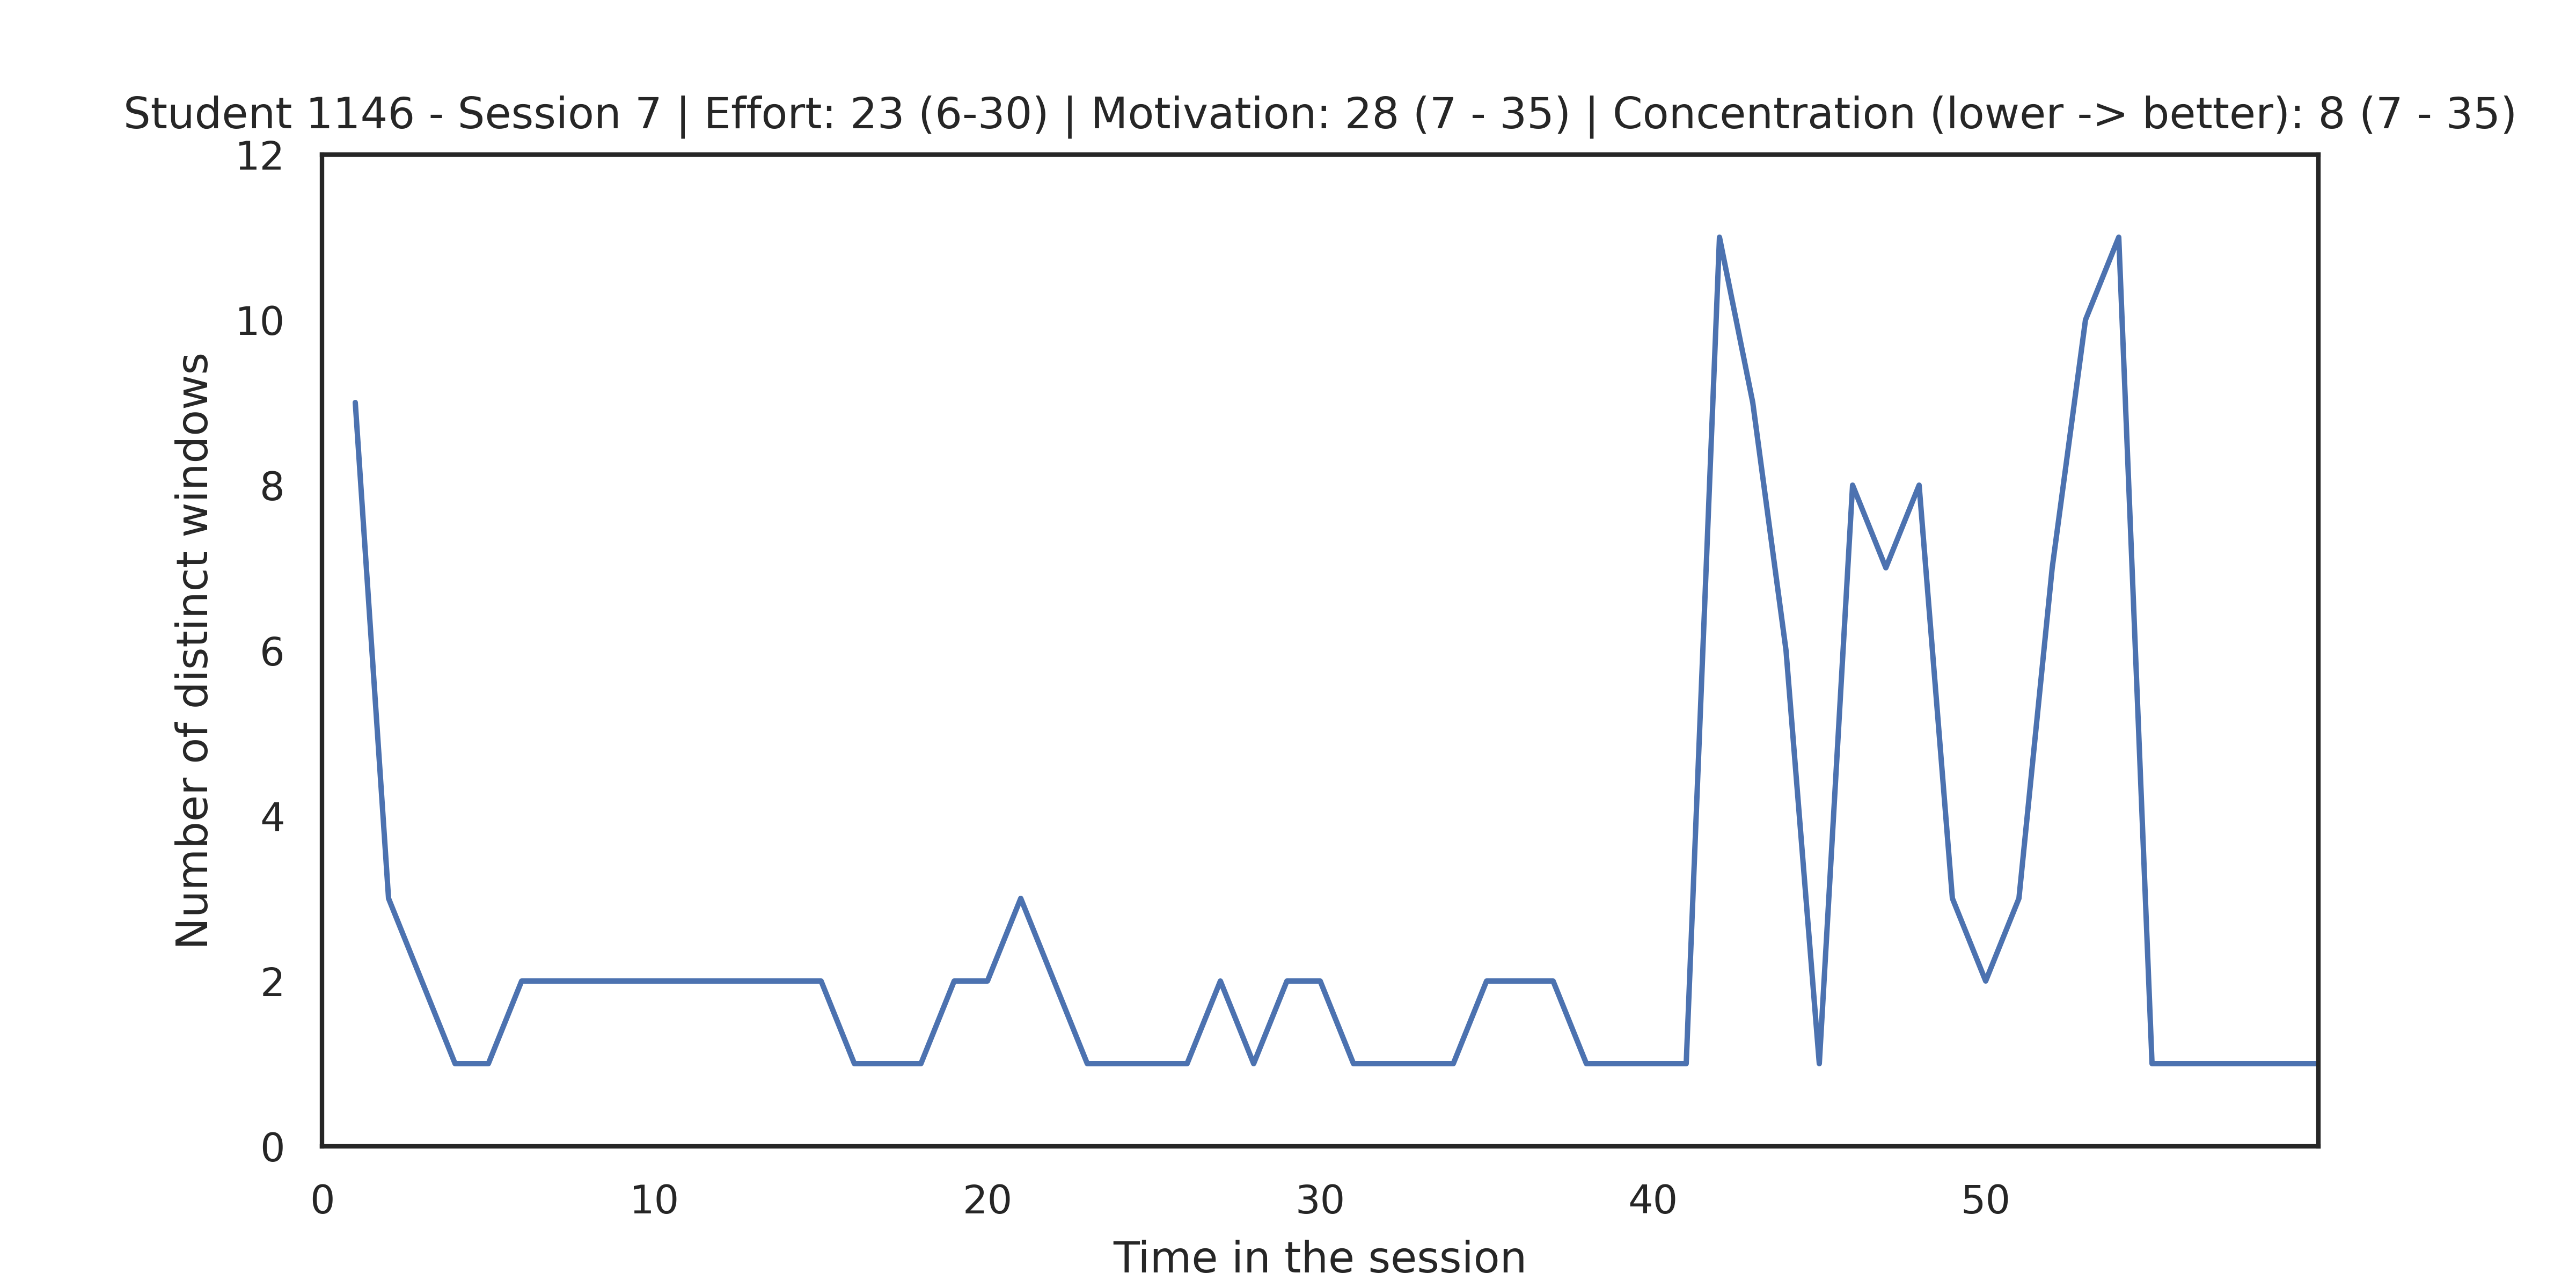 Student 1146 - Session 7 | Effort: 23 (6-30) | Motivation: 28 (7 - 35) | Concentration (lower -> better): 8 (7 - 35)
12
10
8
6
4
2
0
Number of distinct windows
0 10 20 30 40 50
Time in the session